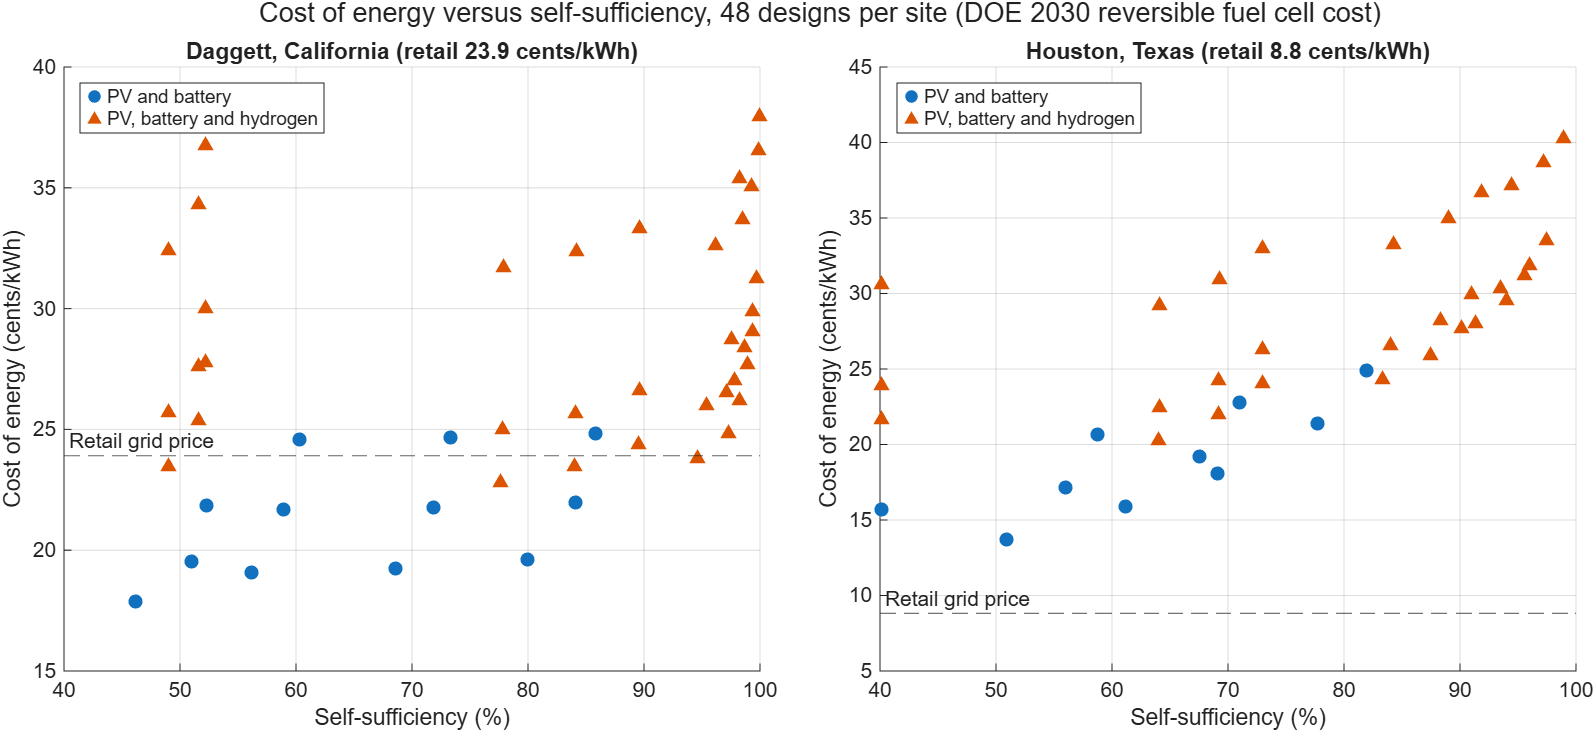 Cost of energy versus self-sufficiency, 48 designs per site (DOE 2030 reversible fuel cell cost)
Daggett, California (retail 23.9 cents/kWh)
PV and battery
PV, battery and hydrogen
Retail grid price
40
35
30
25
20
15
40 50 60 70 80 90 100
Cost of energy (cents/kWh)
Self-sufficiency (%)
Houston, Texas (retail 8.8 cents/kWh)
PV and battery
PV, battery and hydrogen
Retail grid price
45
40
35
30
25
20
15
10
5
40 50 60 70 80 90 100
Cost of energy (cents/kWh)
Self-sufficiency (%)